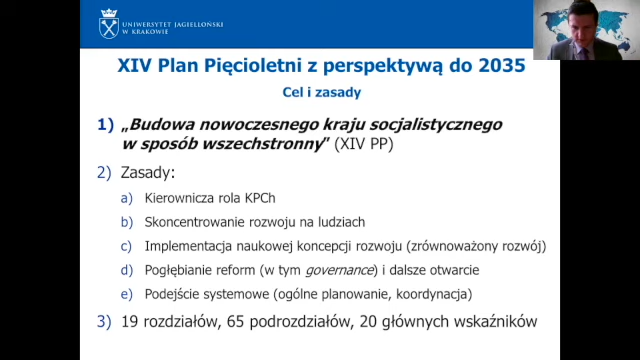 UNIWERSYTET JAGIELLOŃSKI
W KRAKOWIE
XIV Plan Pięcioletni z perspektywą do 2035
Cel i zasady
1) „Budowa nowoczesnego kraju socjalistycznego
w sposób wszechstronny” (XIV PP)
2) Zasady:
a) Kierownicza rola KPCh
b) Skoncentrowanie rozwoju na ludziach
c) Implementacja naukowej koncepcji rozwoju (zrównoważony rozwój)
d) Pogłębianie reform (w tym governance) i dalsze otwarcie
e) Podejście systemowe (ogólne planowanie, koordynacja)
3) 19 rozdziałów, 65 podrozdziałów, 20 głównych wskaźników